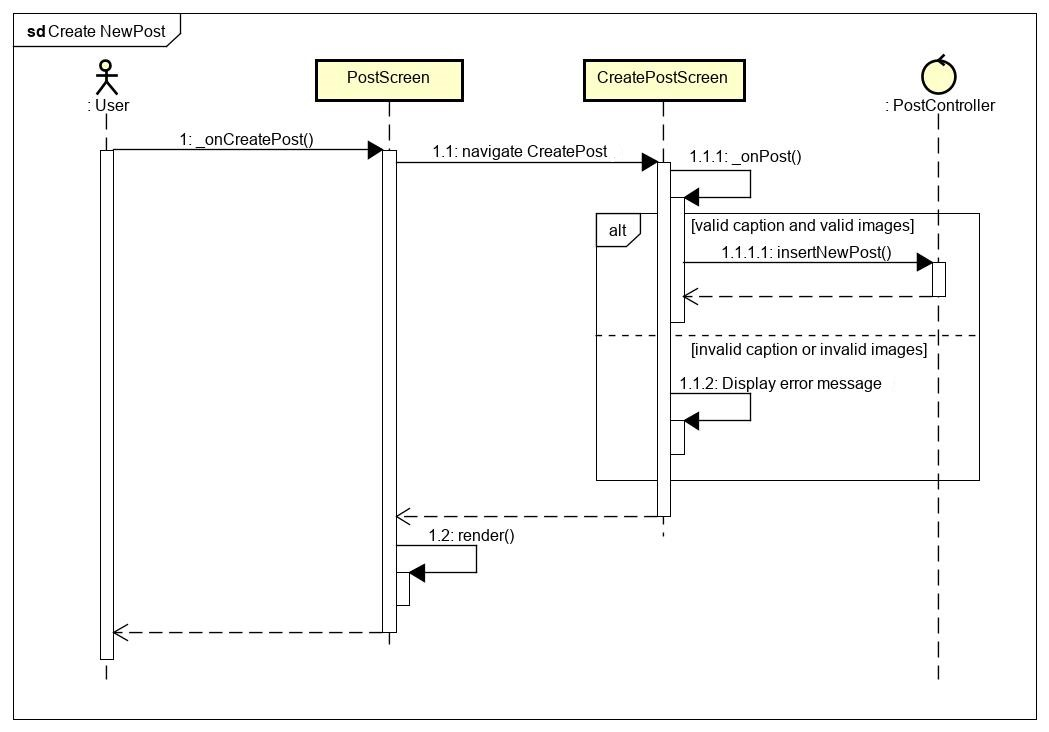 sd Create NewPost
PostScreen
CreatePostScreen
: User
: PostController
1: _onCreatePost()
1.1: navigate CreatePost
1.1.1: _onPost()
alt
[valid caption and valid images]
1.1.1.1: insertNewPost()
[invalid caption or invalid images]
1.1.2: Display error message
1.2: render()